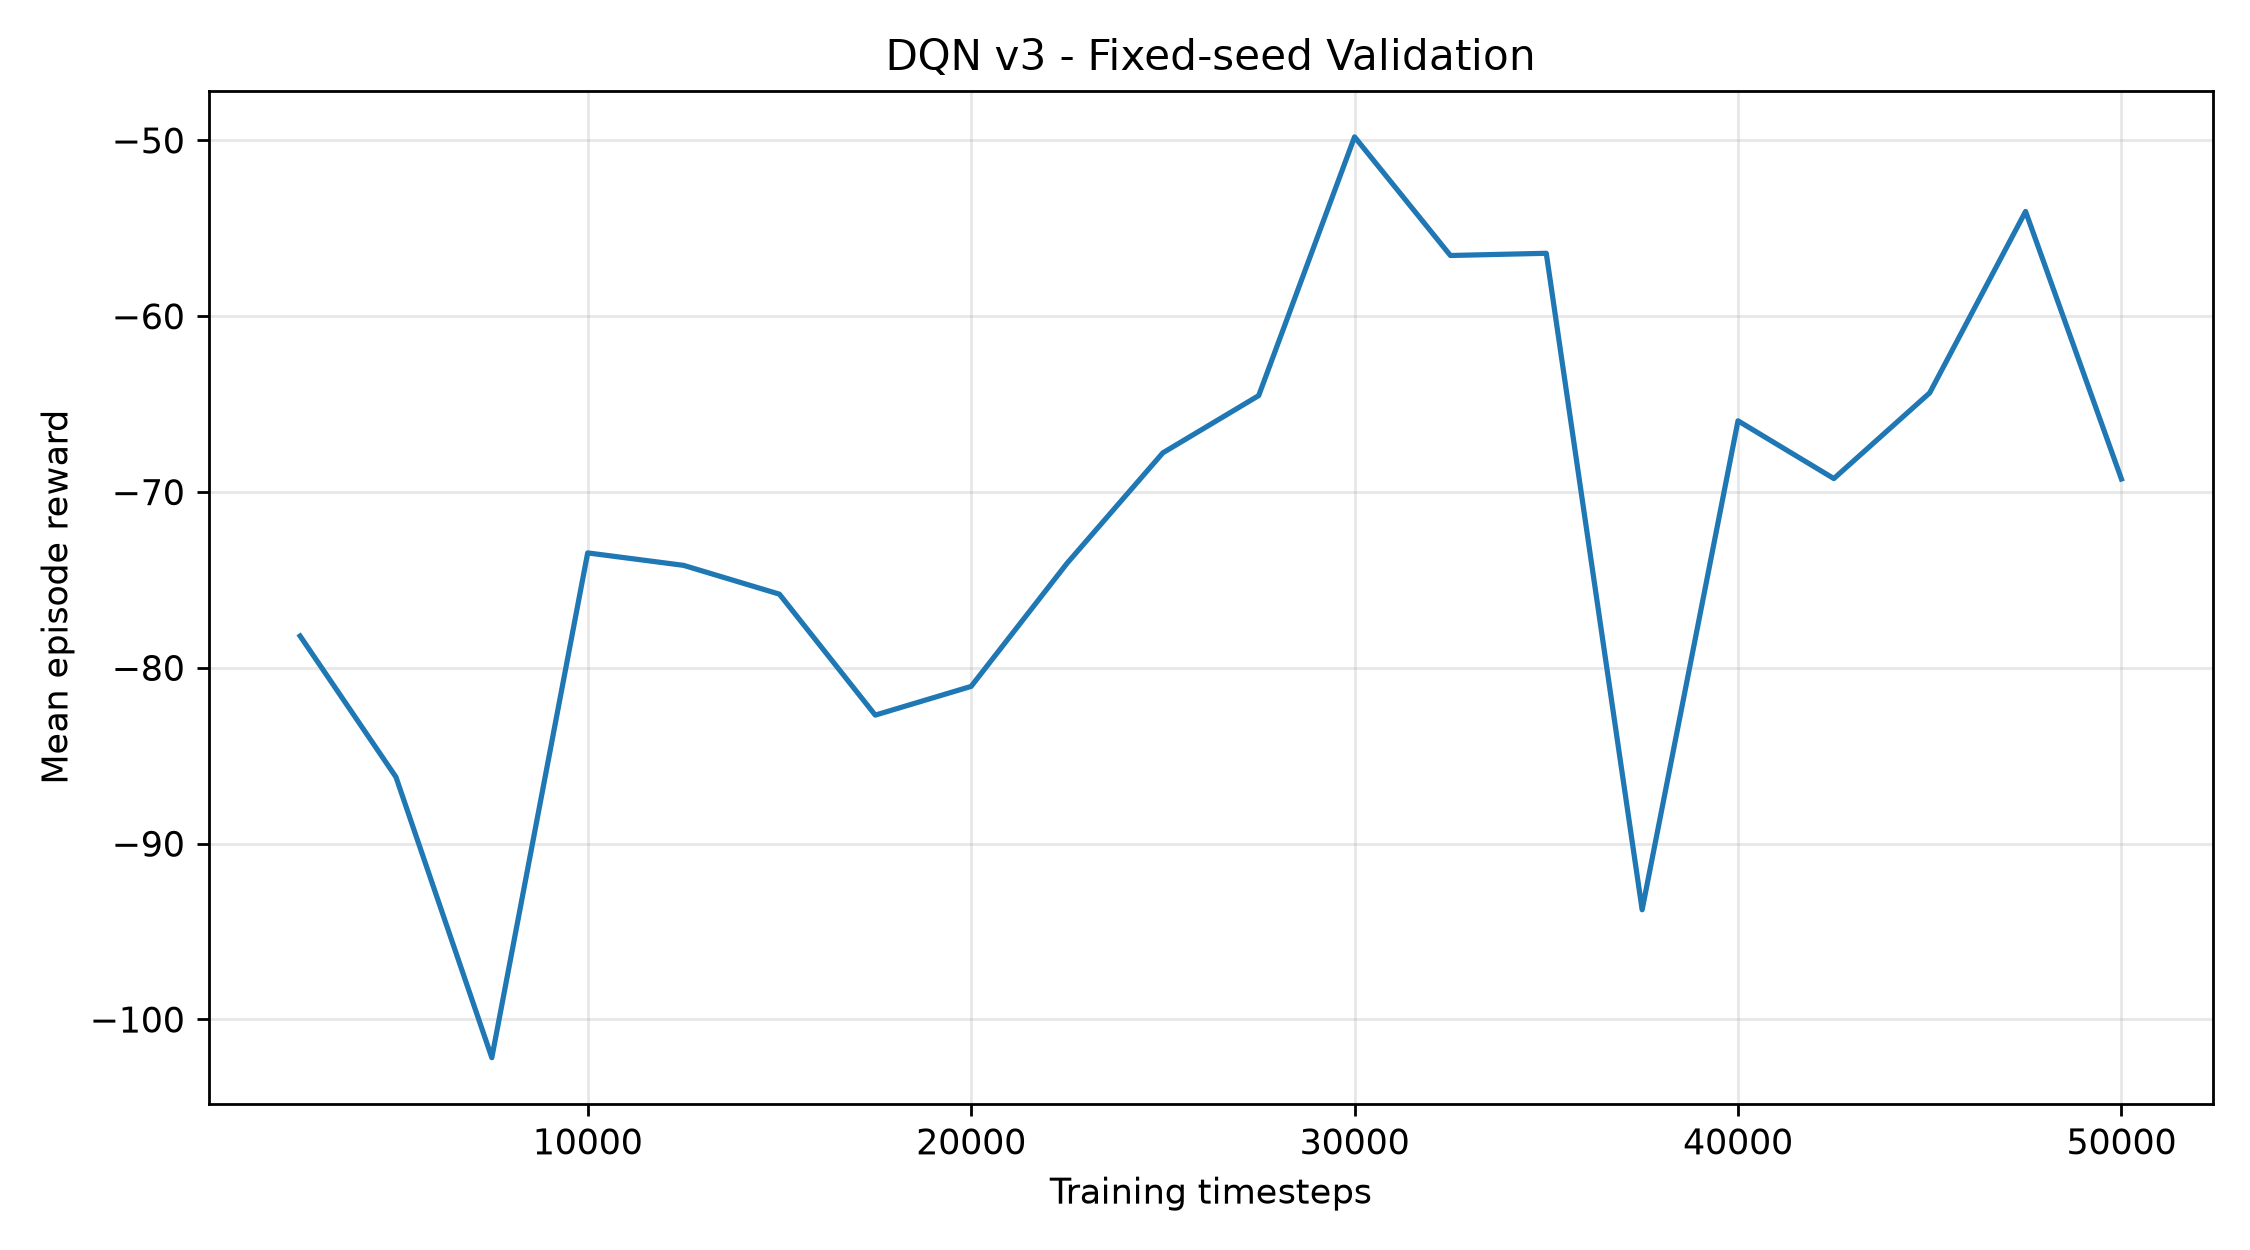 DQN v3 - Fixed-seed Validation
Mean episode reward
−50
−60
−70
−80
−90
−100
10000 20000 30000 40000 50000
Training timesteps